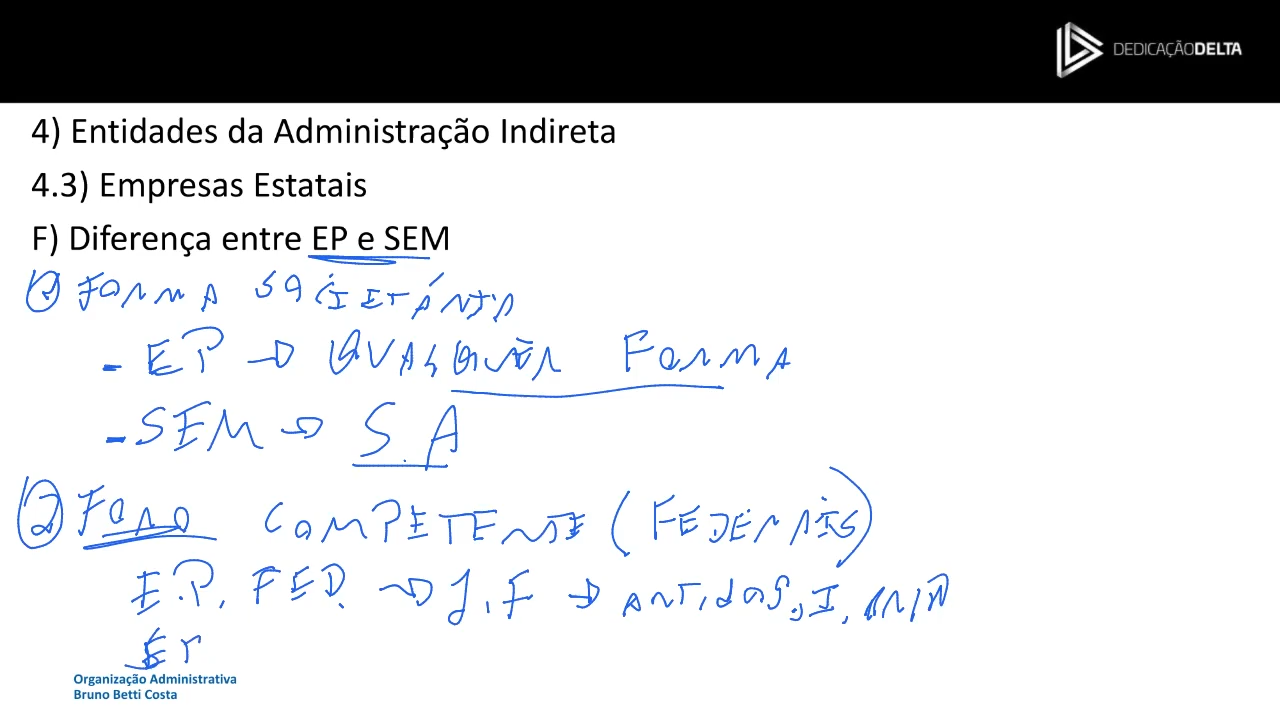 DEDICAÇÃODELTA
4) Entidades da Administração Indireta
4.3) Empresas Estatais
F) Diferença entre EP e SEM
① FORMA SOCIETÁRIA
- EP → QUALQUER FORMA
- SEM → S.A
② FORO COMPETENTE (FEDERAIS)
E.P. FED. → J.F → ART. 109, I, CR/
Organização Administrativa
Bruno Betti Costa